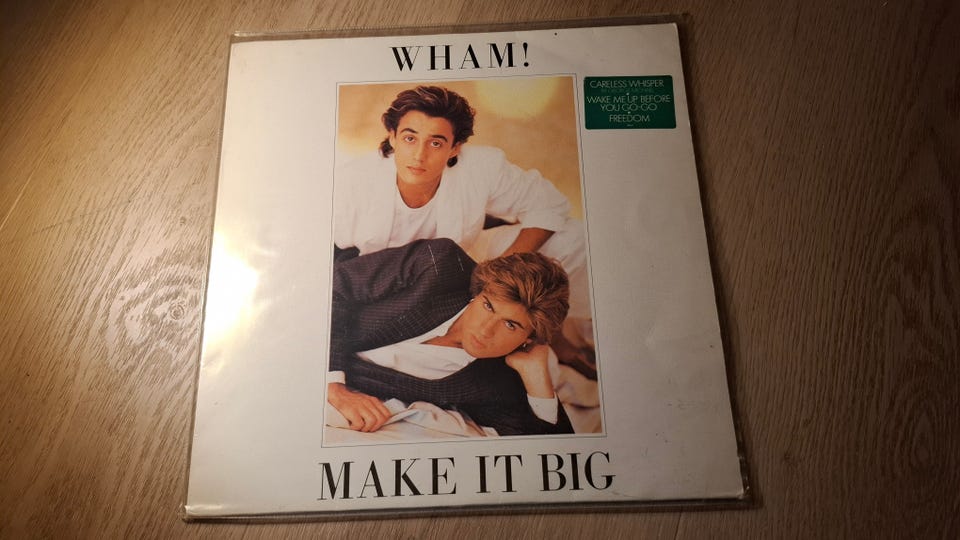 WHAM!
CARELESS WHISPER
WAKE ME UP BEFORE
YOU GO-GO
FREEDOM
MAKE IT BIG